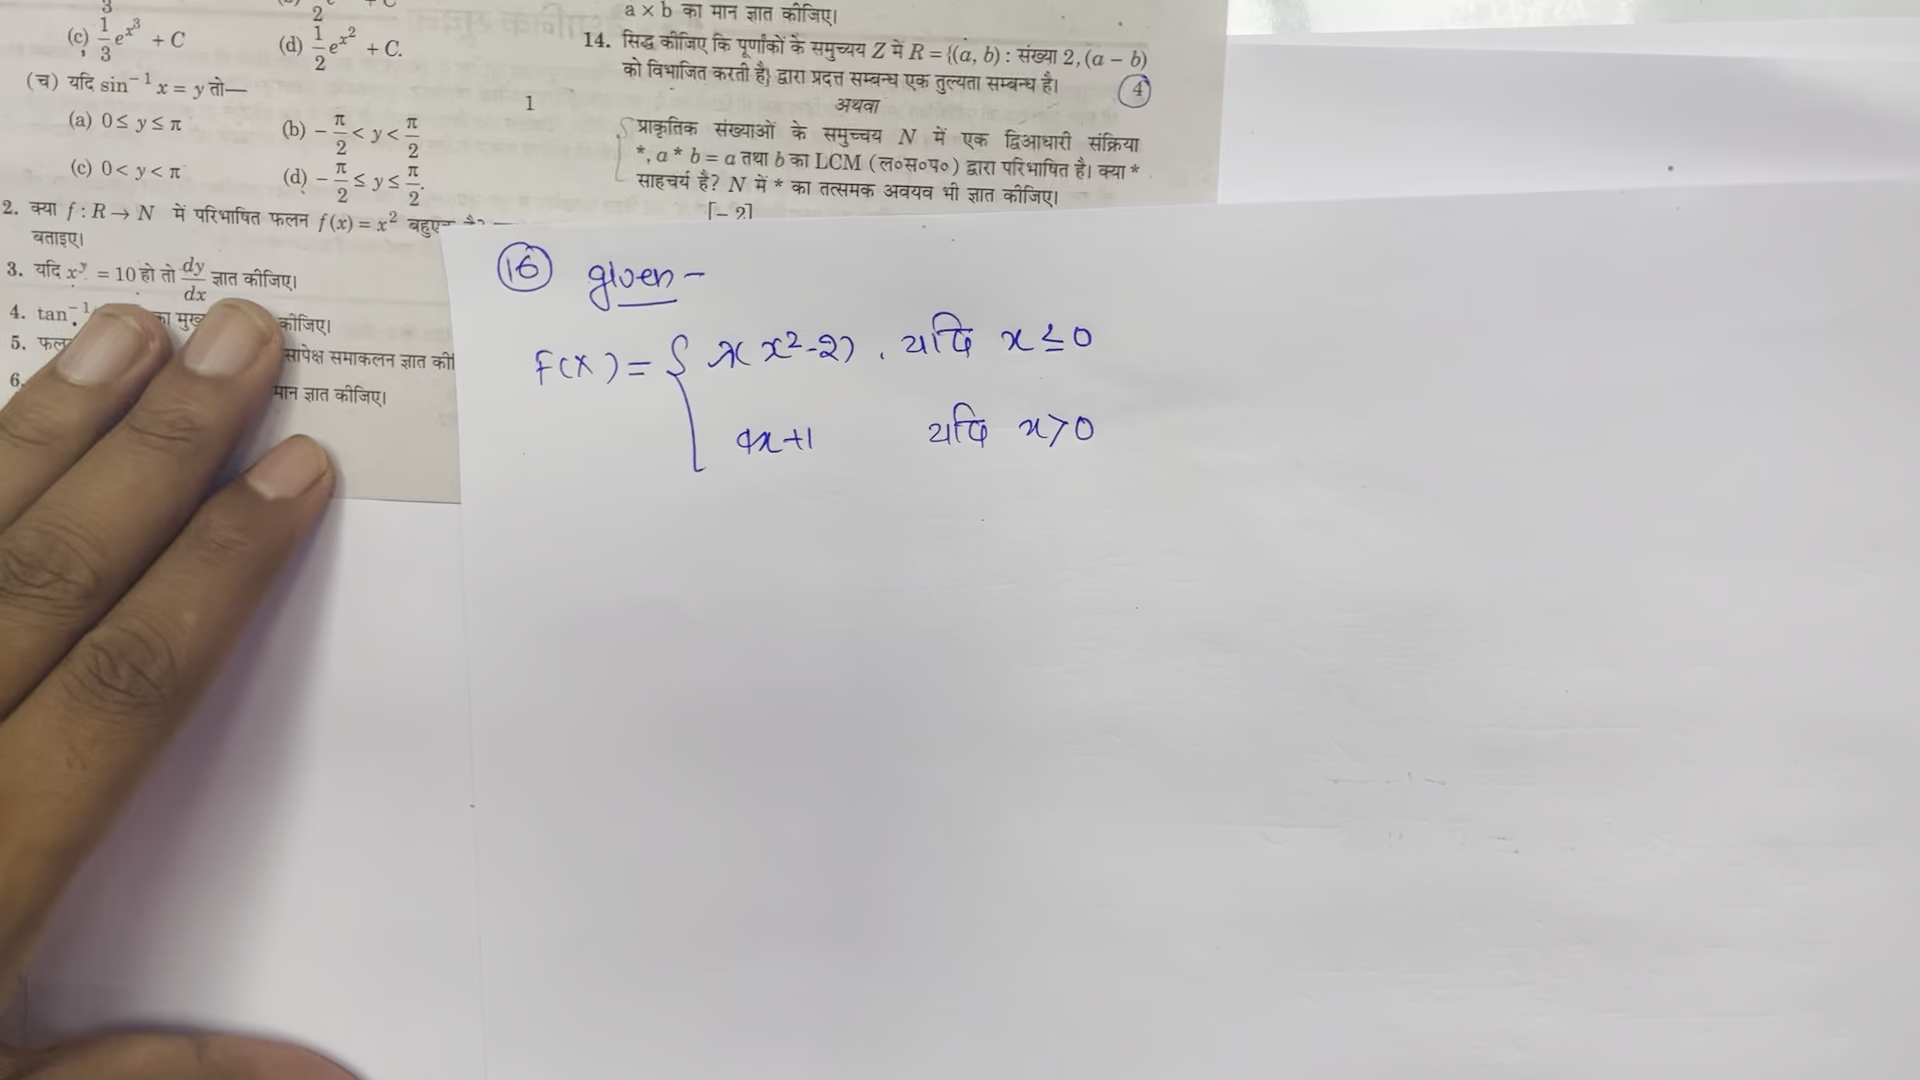 (c) 1/3 e^x³ + C
(d) 1/2 e^x² + C.
(च) यदि sin⁻¹ x = y तो—
1
(a) 0 ≤ y ≤ π
(b) − π/2 < y < π/2
(c) 0 < y < π
(d) − π/2 ≤ y ≤ π/2.
2. क्या f : R → N में परिभाषित फलन f(x) = x²
बताइए।
3. यदि x^y = 10 हो तो dy/dx ज्ञात कीजिए।
4. tan⁻¹ का कीजिए।
5. सापेक्ष समाकलन ज्ञात
6. मान ज्ञात कीजिए।
a × b का मान ज्ञात कीजिए।
14. सिद्ध कीजिए कि पूर्णांकों के समुच्चय Z में R = {(a, b) : संख्या 2, (a − b)
को विभाजित करती है} द्वारा प्रदत्त सम्बन्ध एक तुल्यता सम्बन्ध है। 4
अथवा
प्राकृतिक संख्याओं के समुच्चय N में एक द्विआधारी संक्रिया
*, a * b = a तथा b का LCM (ल०स०प०) द्वारा परिभाषित है। क्या *
साहचर्य है? N में * का तत्समक अवयव भी ज्ञात कीजिए।
[− 2]
16 given −
F(x) = { λ( x²-2) , यदि x ≤ 0
4x+1 यदि x > 0